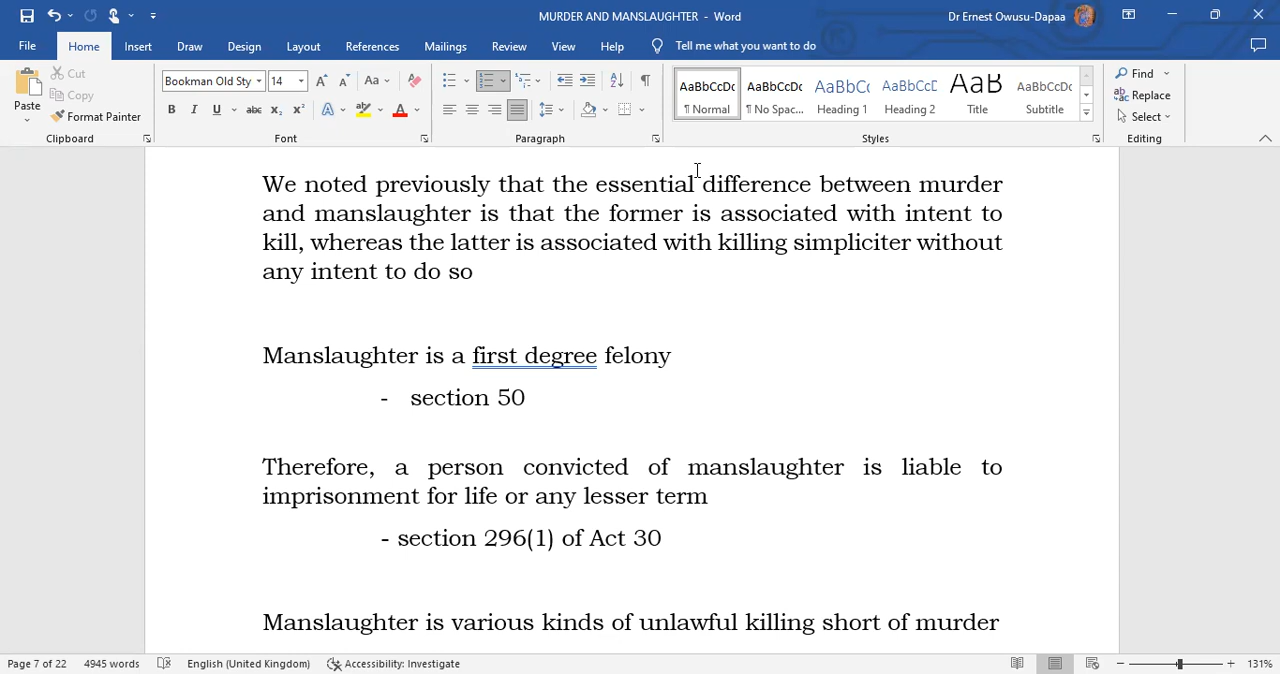 MURDER AND MANSLAUGHTER - Word
Dr Ernest Owusu-Dapaa
File Home Insert Draw Design Layout References Mailings Review View Help Tell me what you want to do
Cut Bookman Old Sty 14 Aa AaBbCcDc AaBbCcDc AaBbC( AaBbCcD AaB AaBbCcDc Find
Paste Copy Replace
Format Painter B I U abc x₂ x² A A ¶ Normal ¶ No Spac... Heading 1 Heading 2 Title Subtitle Select
Clipboard Font Paragraph Styles Editing
We noted previously that the essential difference between murder
and manslaughter is that the former is associated with intent to
kill, whereas the latter is associated with killing simpliciter without
any intent to do so
Manslaughter is a first degree felony
- section 50
Therefore, a person convicted of manslaughter is liable to
imprisonment for life or any lesser term
- section 296(1) of Act 30
Manslaughter is various kinds of unlawful killing short of murder
Page 7 of 22 4945 words English (United Kingdom) Accessibility: Investigate 131%